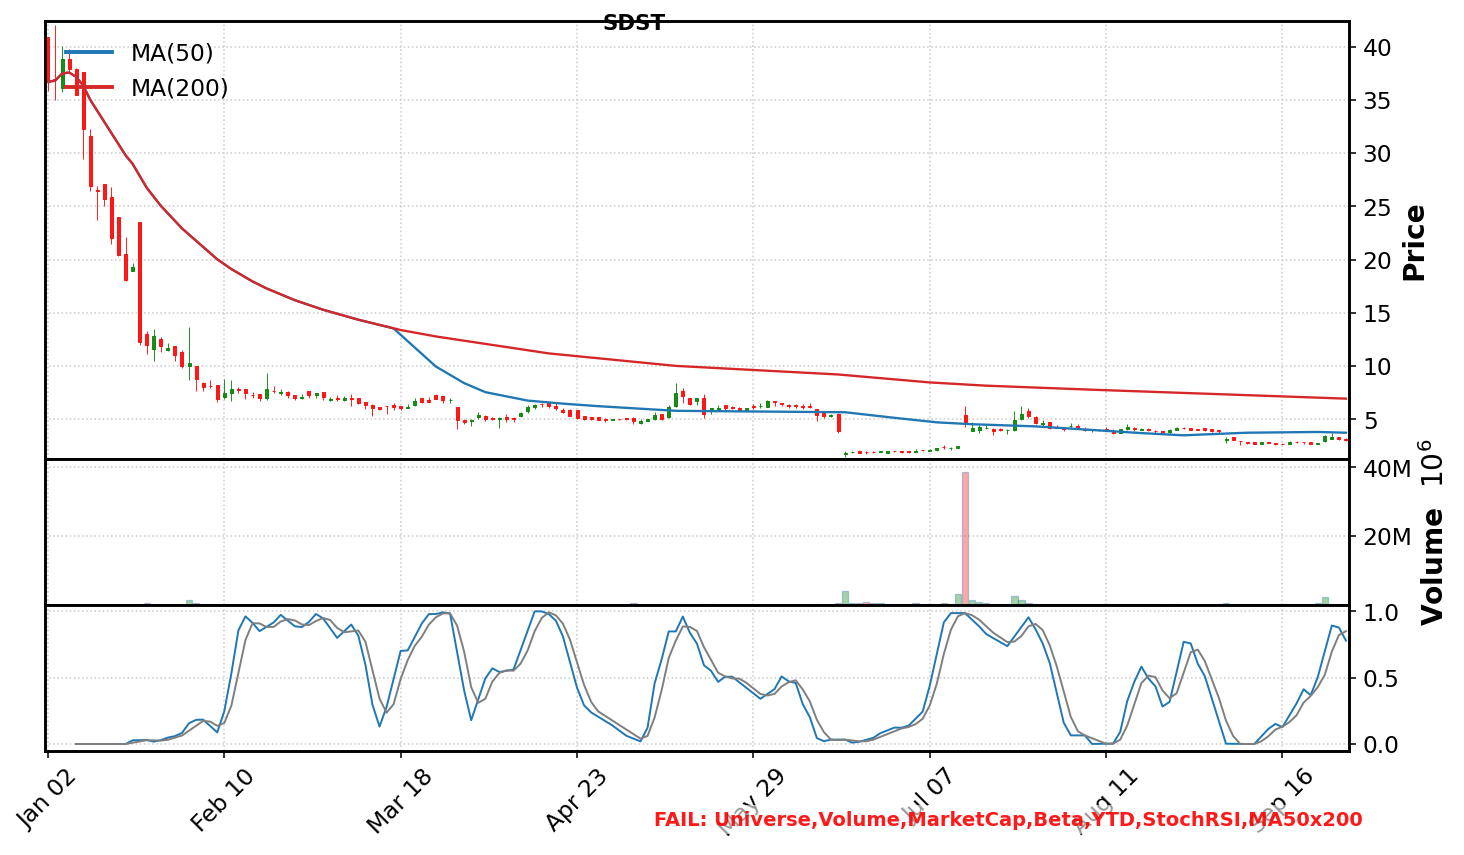 SDST
MA(50)
MA(200)
40
35
30
25
20
15
10
5
Price
40M
20M
Volume 10^6
1.0
0.5
0.0
Jan 02
Feb 10
Mar 18
Apr 23
May 29
Jul 07
Aug 11
Sep 16
FAIL: Universe,Volume,MarketCap,Beta,YTD,StochRSI,MA50x200